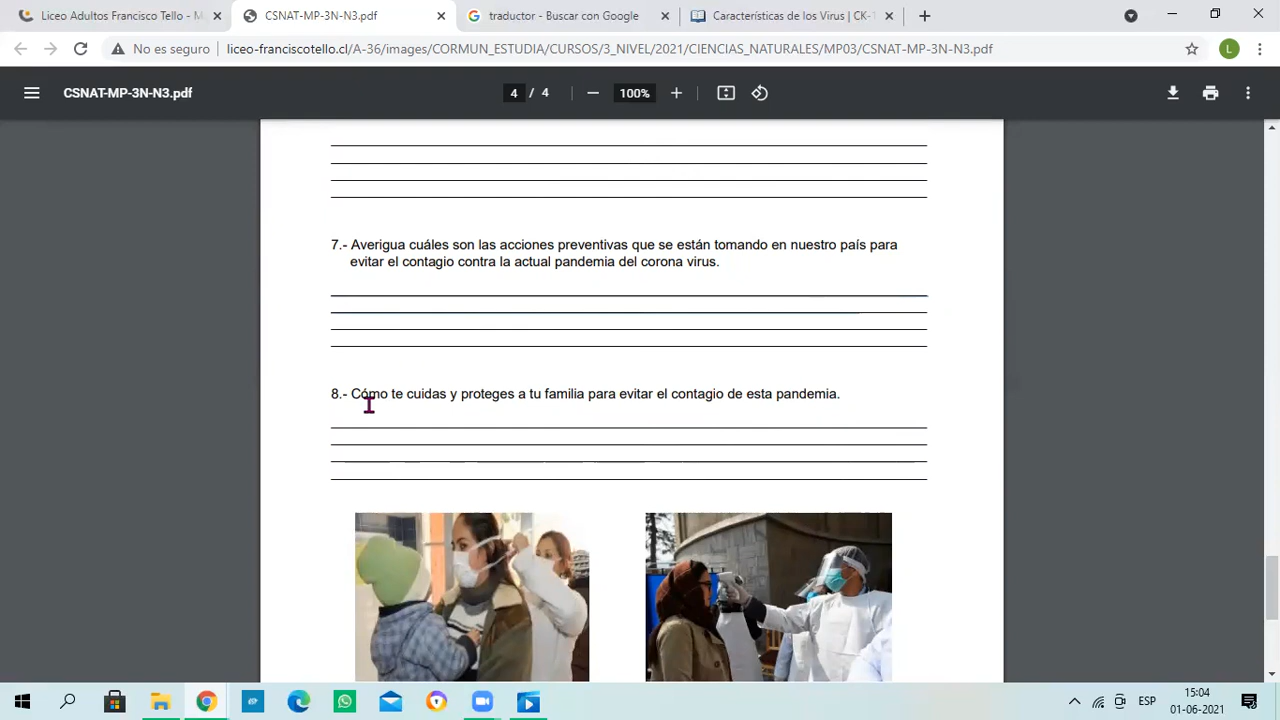 Liceo Adultos Francisco Tello - M
CSNAT-MP-3N-N3.pdf
traductor - Buscar con Google
Características de los Virus | CK-1
No es seguro
liceo-franciscotello.cl/A-36/images/CORMUN_ESTUDIA/CURSOS/3_NIVEL/2021/CIENCIAS_NATURALES/MP03/CSNAT-MP-3N-N3.pdf
L
CSNAT-MP-3N-N3.pdf
4 / 4
100%
7.- Averigua cuáles son las acciones preventivas que se están tomando en nuestro país para
evitar el contagio contra la actual pandemia del corona virus.
8.- Cómo te cuidas y proteges a tu familia para evitar el contagio de esta pandemia.
ESP
15:04
01-06-2021